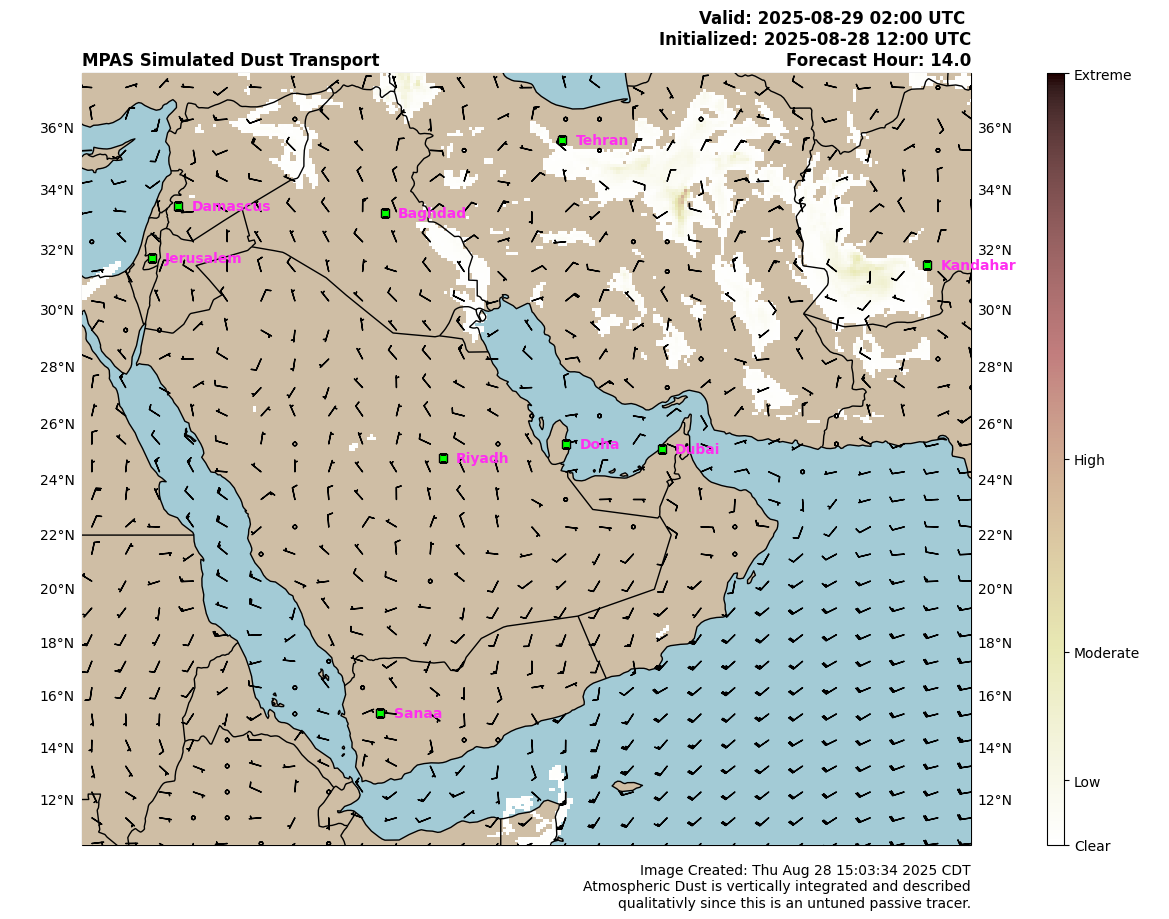 Valid: 2025-08-29 02:00 UTC
Initialized: 2025-08-28 12:00 UTC
MPAS Simulated Dust Transport Forecast Hour: 14.0
Extreme
36°N Tehran 36°N
34°N Damascus Baghdad 34°N
32°N Jerusalem Kandahar 32°N
30°N 30°N
28°N 28°N
26°N Doha Dubai 26°N
High
Riyadh
24°N 24°N
22°N 22°N
20°N 20°N
18°N 18°N
Moderate
16°N Sanaa 16°N
14°N 14°N
Low
12°N 12°N
Clear
Image Created: Thu Aug 28 15:03:34 2025 CDT
Atmospheric Dust is vertically integrated and described
qualitativly since this is an untuned passive tracer.